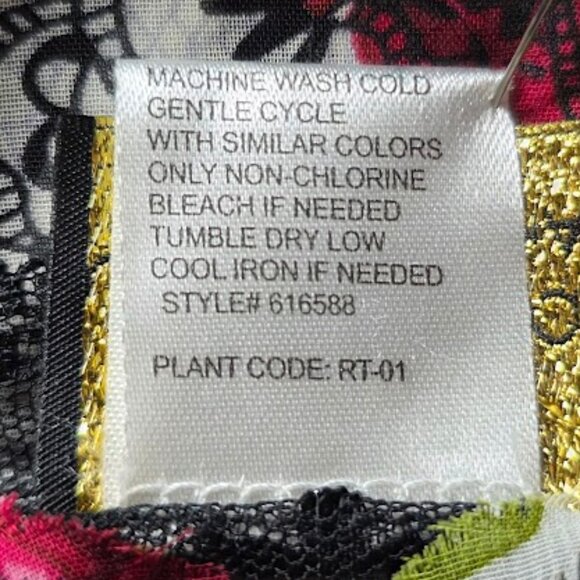 MACHINE WASH COLD
GENTLE CYCLE
WITH SIMILAR COLORS
ONLY NON-CHLORINE
BLEACH IF NEEDED
TUMBLE DRY LOW
COOL IRON IF NEEDED
STYLE# 616588
PLANT CODE: RT-01